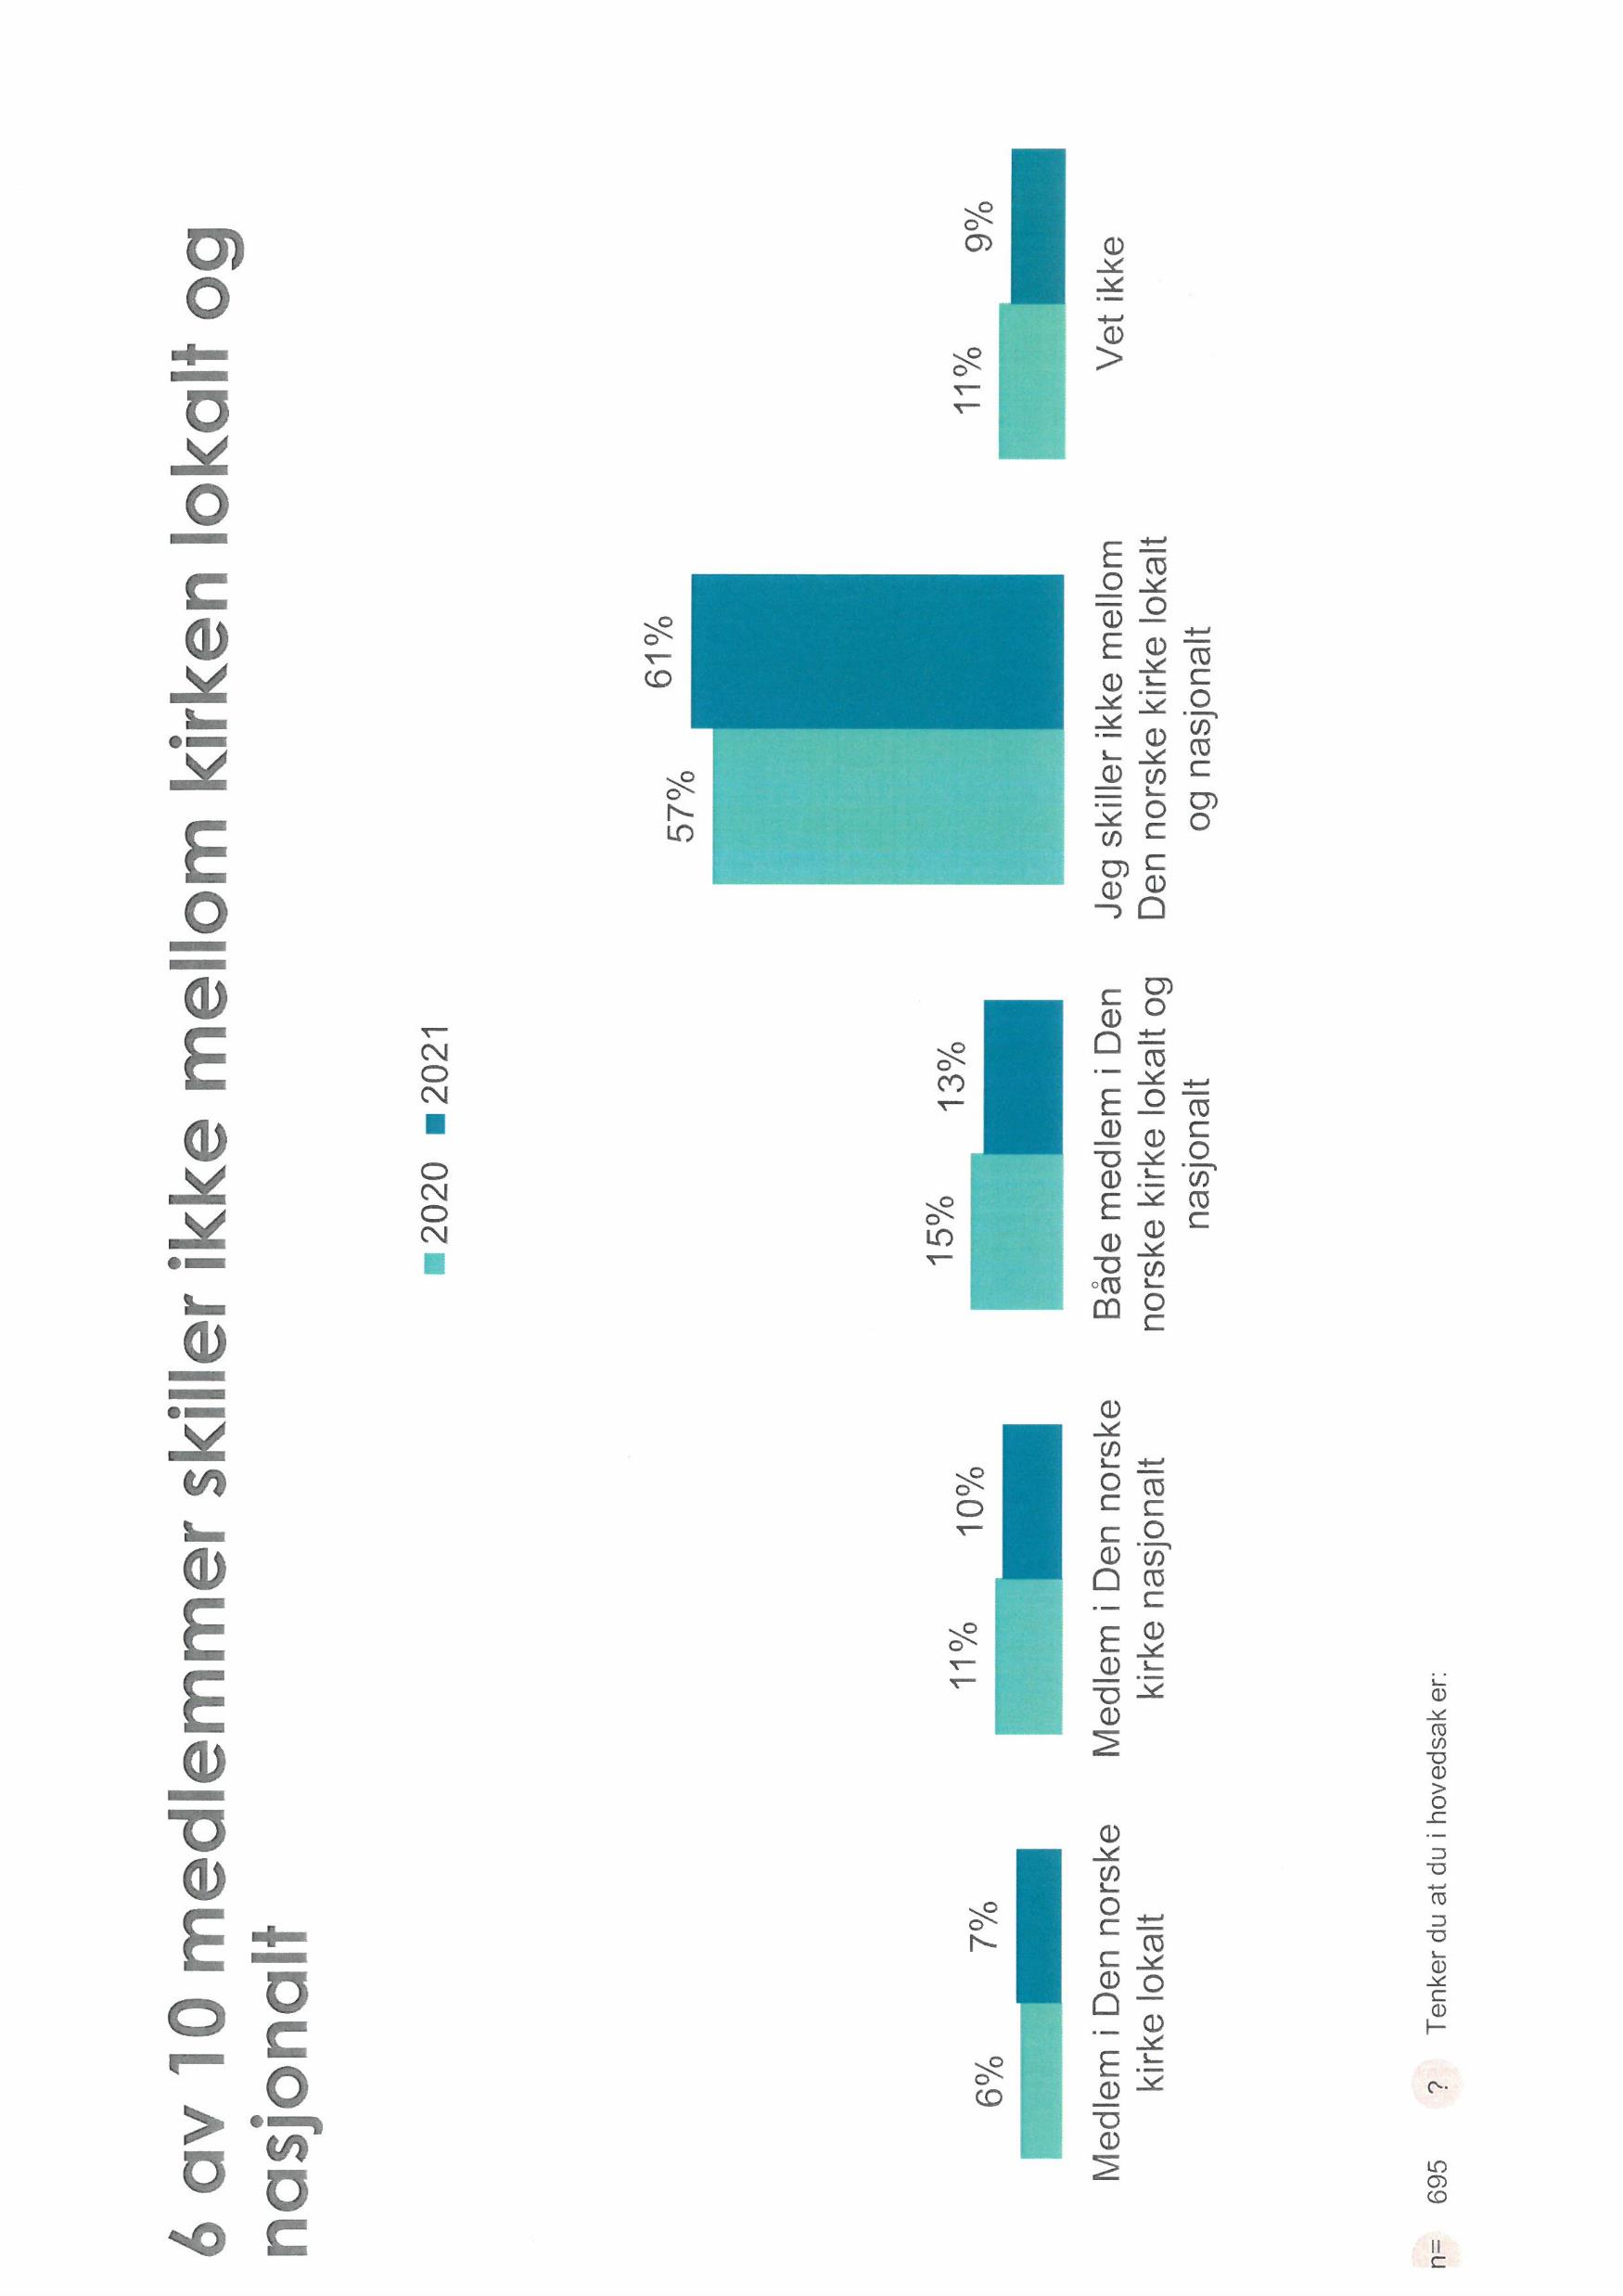 6 av 10 medlemmer skiller ikke mellom kirken lokalt og
nasjonalt
2020 2021
6%
7%
11%
10%
15%
13%
57%
61%
11%
9%
Medlem i Den norske
kirke lokalt
Medlem i Den norske
kirke nasjonalt
Både medlem i Den
norske kirke lokalt og
nasjonalt
Jeg skiller ikke mellom
Den norske kirke lokalt
og nasjonalt
Vet ikke
n= 695 ? Tenker du at du i hovedsak er: